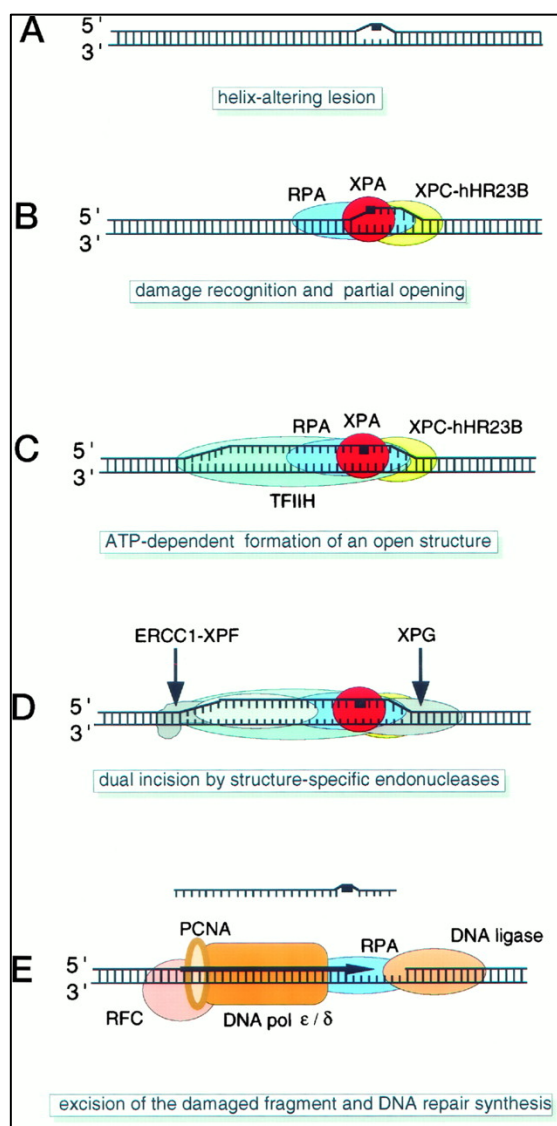 A
5'
3'
helix-altering lesion
B
RPA XPA XPC-hHR23B
5'
3'
damage recognition and partial opening
C
RPA XPA XPC-hHR23B
5'
3'
TFIIH
ATP-dependent formation of an open structure
D
ERCC1-XPF XPG
5'
3'
dual incision by structure-specific endonucleases
E
PCNA RPA DNA ligase
5'
3'
RFC DNA pol ε / δ
excision of the damaged fragment and DNA repair synthesis